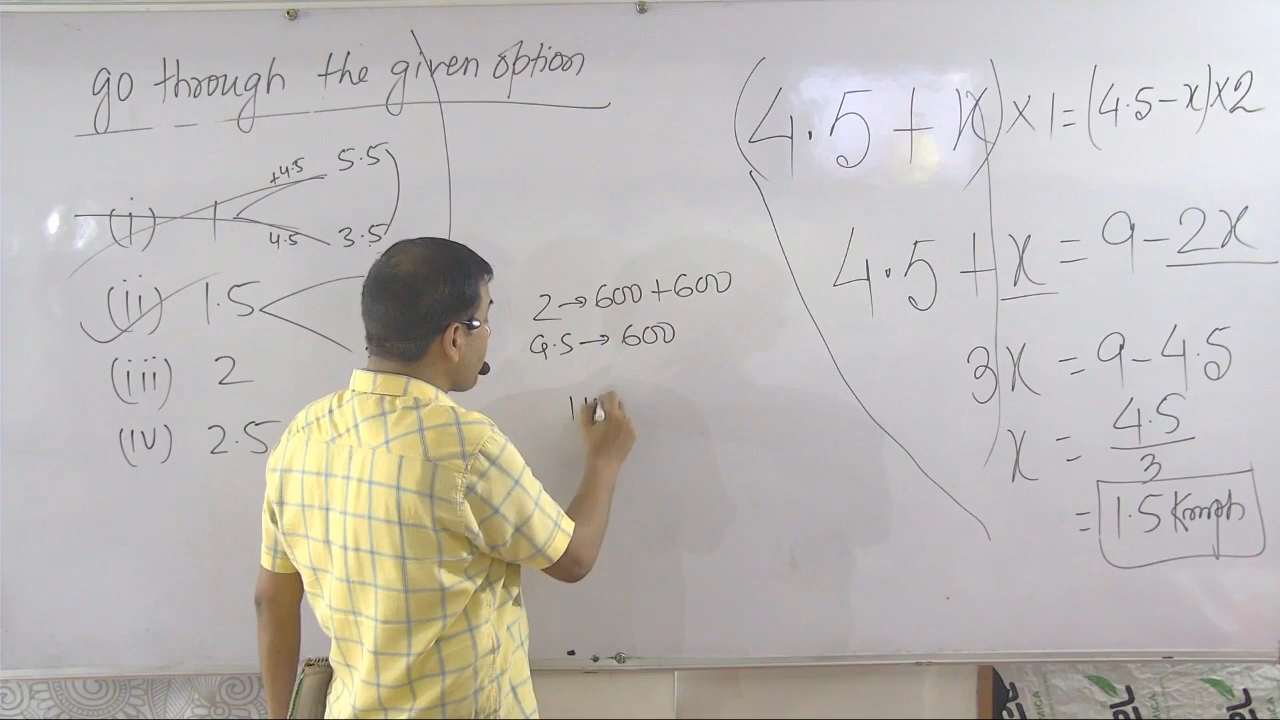 go through the given option
(i) 1 +4.5 5.5
4.5 3.5
(ii) 1.5
(iii) 2
(iv) 2.5
2 → 600 + 600
4.5 → 600
(4.5 + x) × 1 = (4.5 - x) × 2
4.5 + x = 9 - 2x
3x = 9 - 4.5
x = 4.5/3
= 1.5 Kmph